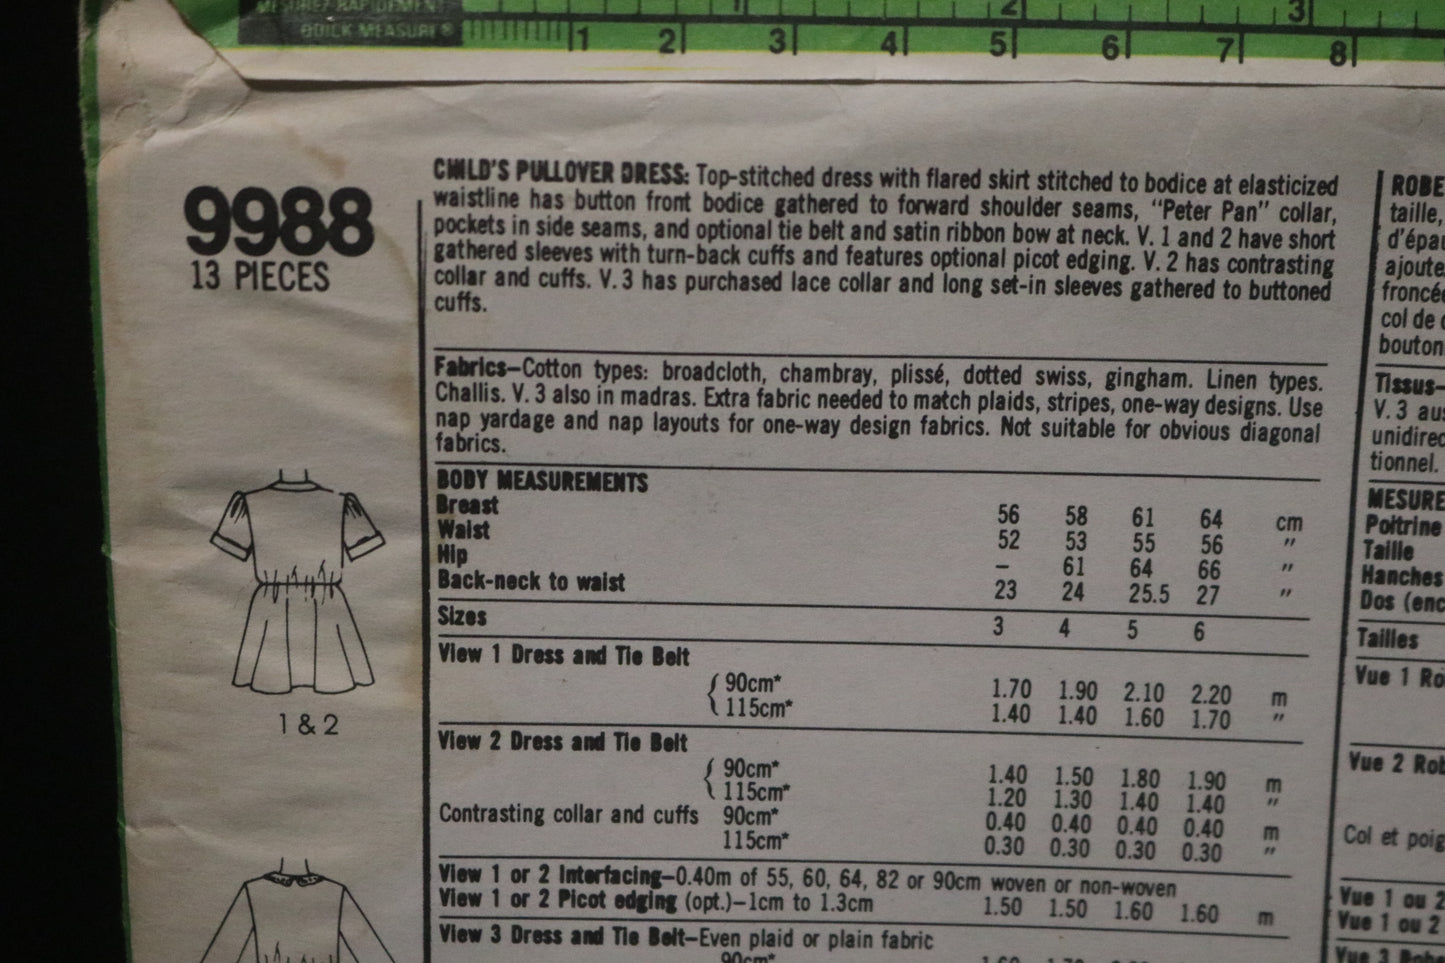 MESUREZ RAPIDEMENT
QUICK MEASURE®
2 3
1 2 3 4 5 6 7 8
9988
13 PIECES
CHILD'S PULLOVER DRESS: Top-stitched dress with flared skirt stitched to bodice at elasticized
waistline has button front bodice gathered to forward shoulder seams, "Peter Pan" collar,
pockets in side seams, and optional tie belt and satin ribbon bow at neck. V. 1 and 2 have short
gathered sleeves with turn-back cuffs and features optional picot edging. V. 2 has contrasting
collar and cuffs. V. 3 has purchased lace collar and long set-in sleeves gathered to buttoned
cuffs.
Fabrics—Cotton types: broadcloth, chambray, plissé, dotted swiss, gingham. Linen types.
Challis. V. 3 also in madras. Extra fabric needed to match plaids, stripes, one-way designs. Use
nap yardage and nap layouts for one-way design fabrics. Not suitable for obvious diagonal
fabrics.
BODY MEASUREMENTS
Breast 56 58 61 64 cm
Waist 52 53 55 56 "
Hip – 61 64 66 "
Back-neck to waist 23 24 25.5 27 "
Sizes 3 4 5 6
View 1 Dress and Tie Belt
90cm* 1.70 1.90 2.10 2.20 m
115cm* 1.40 1.40 1.60 1.70 "
View 2 Dress and Tie Belt
90cm* 1.40 1.50 1.80 1.90 m
115cm* 1.20 1.30 1.40 1.40 "
Contrasting collar and cuffs 90cm* 0.40 0.40 0.40 0.40 m
115cm* 0.30 0.30 0.30 0.30 "
View 1 or 2 Interfacing—0.40m of 55, 60, 64, 82 or 90cm woven or non-woven
View 1 or 2 Picot edging (opt.)—1cm to 1.3cm 1.50 1.50 1.60 1.60 m
View 3 Dress and Tie Belt—Even plaid or plain fabric
90cm*
1 & 2
ROBE
taille,
d'épa
ajoute
froncé
col de
bouton
Tissus—
V. 3 aus
unidirec
tionnel.
MESURE
Poitrine
Taille
Hanches
Dos (enc
Tailles
Vue 1 Ro
Vue 2 Rob
Col et poig
Vue 1 ou 2
Vue 1 ou 2
Vue 3 Robe